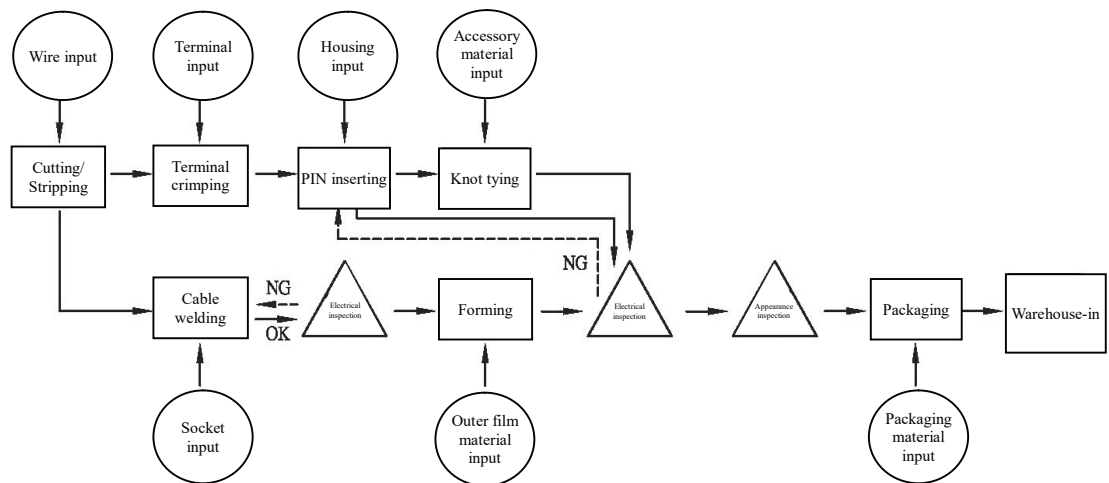 Wire input
Terminal
input
Housing
input
Accessory
material
input
Cutting/
Stripping
Terminal
crimping
PIN inserting
Knot tying
NG
Cable
welding
NG
OK
Electrical
inspection
Forming
Electrical
inspection
Appearance
inspection
Packaging
Warehouse-in
Socket
input
Outer film
material
input
Packaging
material
input